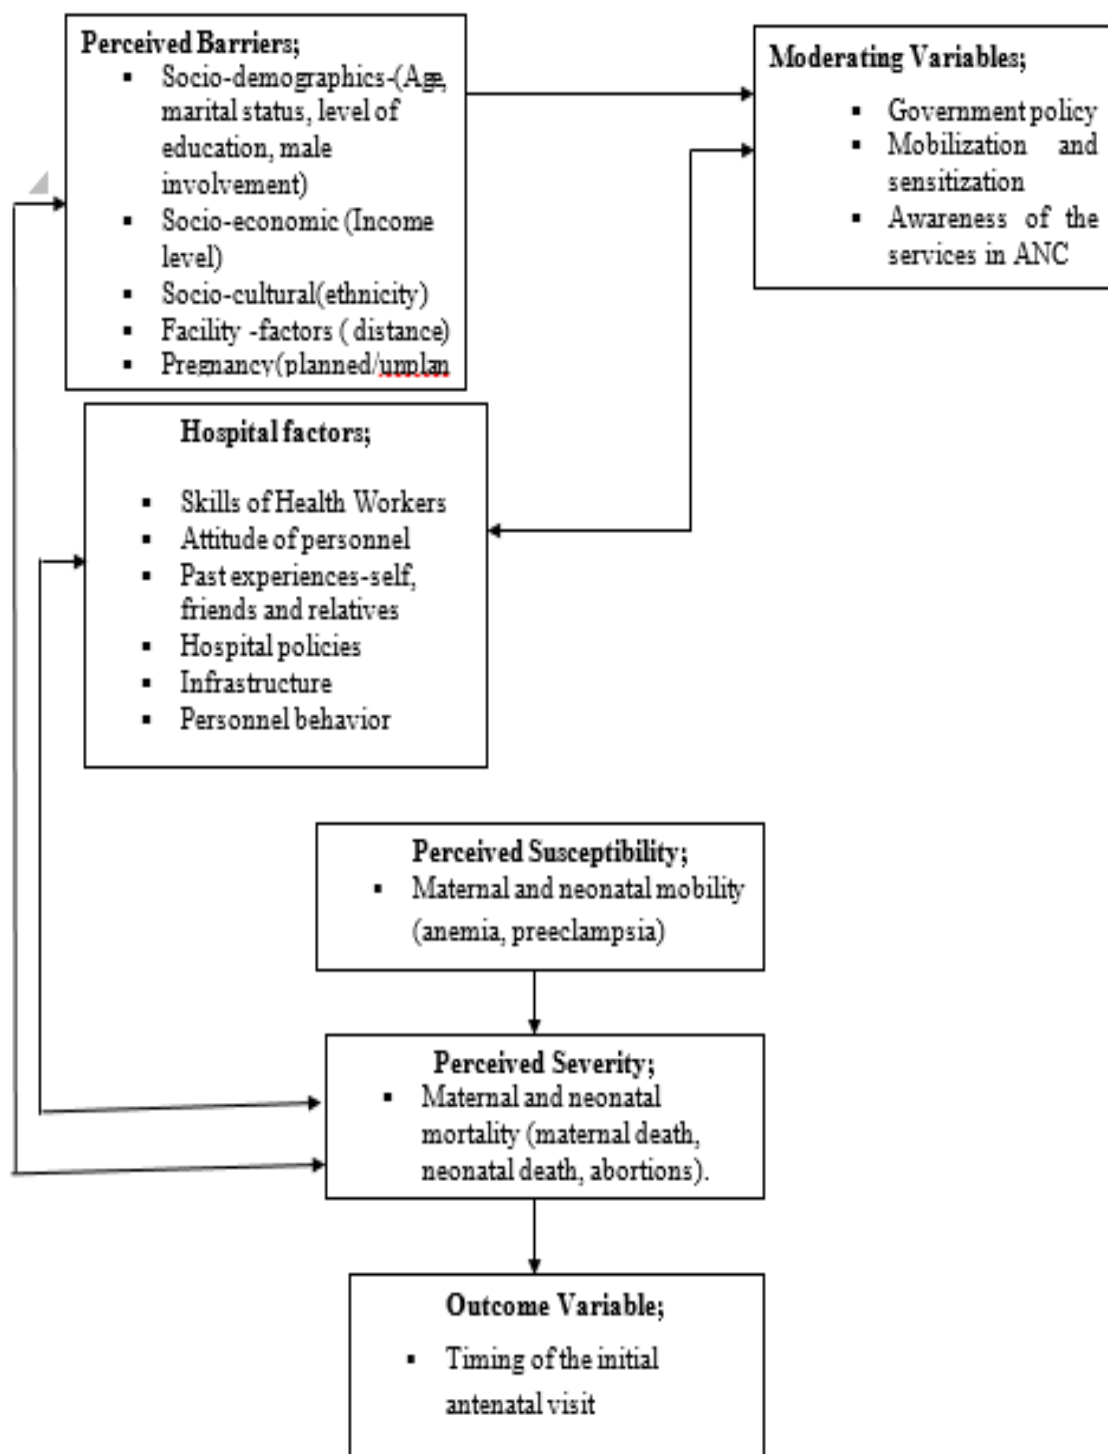 Perceived Barriers;
▪ Socio-demographics-(Age,
marital status, level of
education, male
involvement)
▪ Socio-economic (Income
level)
▪ Socio-cultural(ethnicity)
▪ Facility -factors ( distance)
▪ Pregnancy(planned/unplan
Moderating Variables;
▪ Government policy
▪ Mobilization and
sensitization
▪ Awareness of the
services in ANC
Hospital factors;
▪ Skills of Health Workers
▪ Attitude of personnel
▪ Past experiences-self,
friends and relatives
▪ Hospital policies
▪ Infrastructure
▪ Personnel behavior
Perceived Susceptibility;
▪ Maternal and neonatal mobility
(anemia, preeclampsia)
Perceived Severity;
▪ Maternal and neonatal
mortality (maternal death,
neonatal death, abortions).
Outcome Variable;
▪ Timing of the initial
antenatal visit